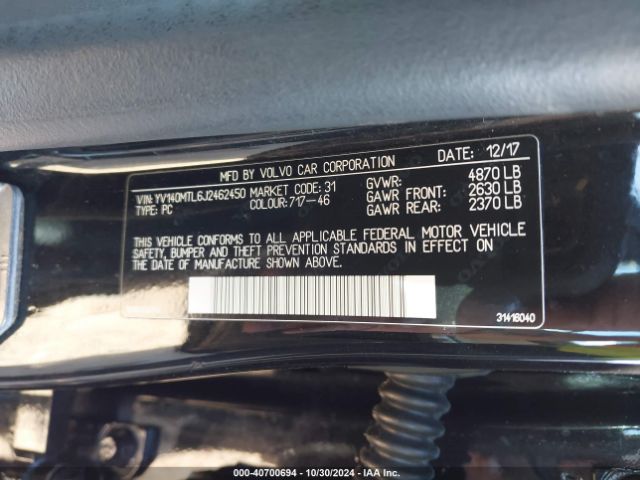 MFD BY VOLVO CAR CORPORATION DATE: 12/17
VIN: YV140MTL6J2462450 MARKET CODE: 31 GVWR: 4870 LB
TYPE: PC COLOUR: 717-46 GAWR FRONT: 2630 LB
GAWR REAR: 2370 LB
THIS VEHICLE CONFORMS TO ALL APPLICABLE FEDERAL MOTOR VEHICLE
SAFETY, BUMPER AND THEFT PREVENTION STANDARDS IN EFFECT ON
THE DATE OF MANUFACTURE SHOWN ABOVE.
31416040
000-40700694 - 10/30/2024 - IAA Inc.